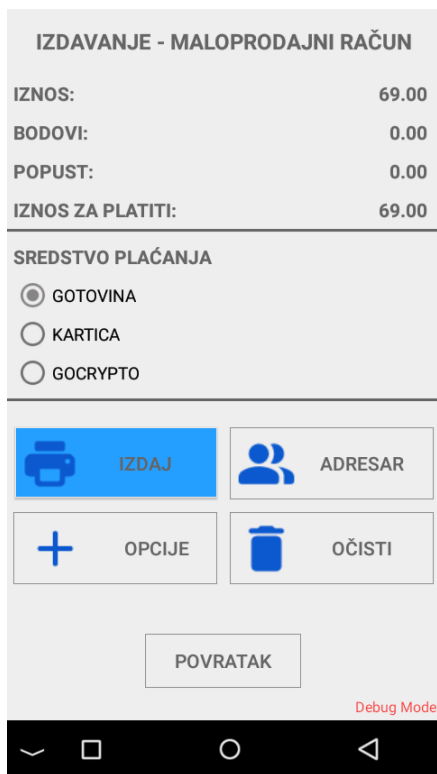 IZDAVANJE - MALOPRODAJNI RAČUN
IZNOS: 69.00
BODOVI: 0.00
POPUST: 0.00
IZNOS ZA PLATITI: 69.00
SREDSTVO PLAĆANJA
GOTOVINA
KARTICA
GOCRYPTO
IZDAJ ADRESAR
OPCIJE OČISTI
POVRATAK
Debug Mode